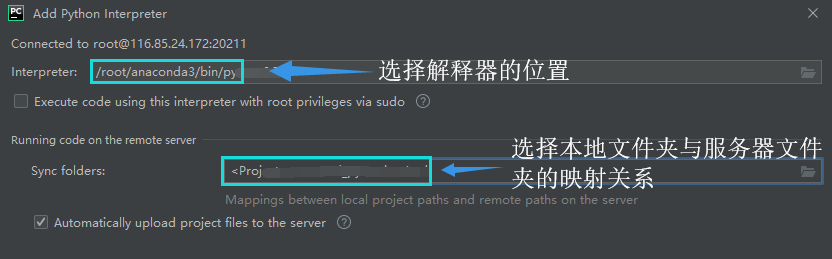 PC Add Python Interpreter
Connected to root@116.85.24.172:20211
Interpreter: /root/anaconda3/bin/py 选择解释器的位置
Execute code using this interpreter with root privileges via sudo ?
Running code on the remote server
选择本地文件夹与服务器文件
Sync folders: <Proj
夹的映射关系
Mappings between local project paths and remote paths on the server
Automatically upload project files to the server ?